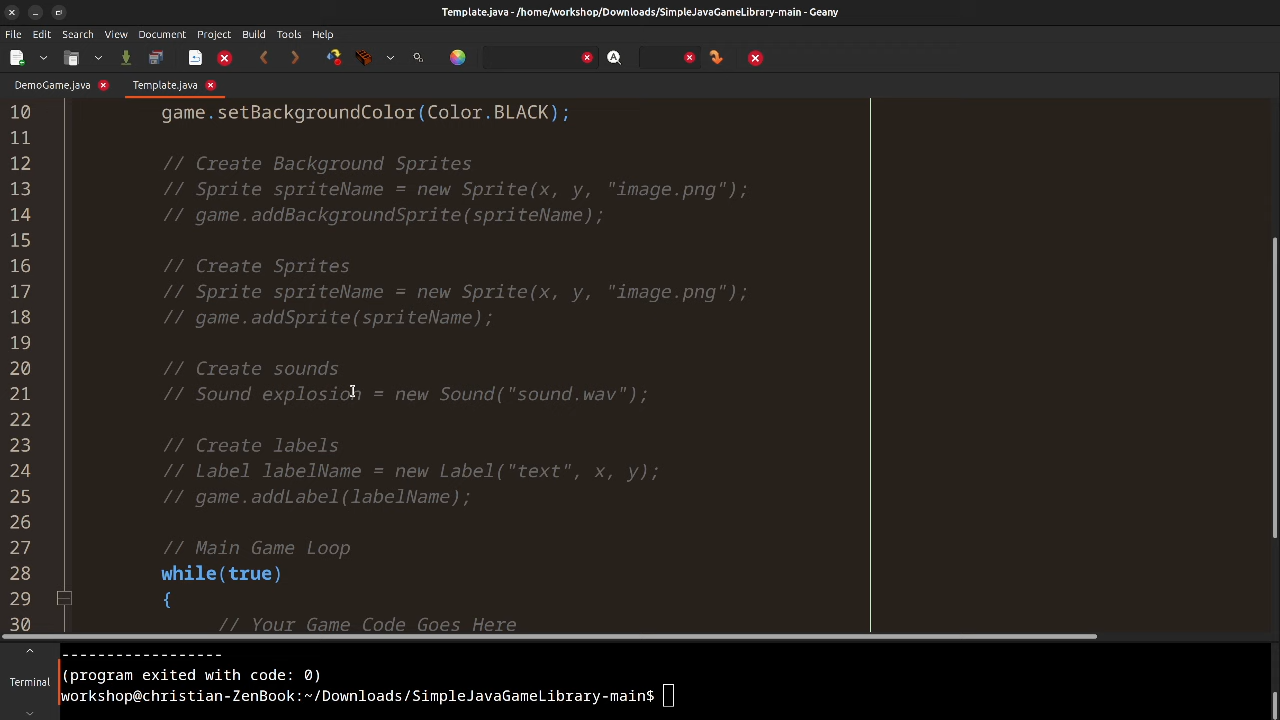 Template.java - /home/workshop/Downloads/SimpleJavaGameLibrary-main - Geany
File Edit Search View Document Project Build Tools Help
DemoGame.java Template.java
10 game.setBackgroundColor(Color.BLACK);
11
12 // Create Background Sprites
13 // Sprite spriteName = new Sprite(x, y, "image.png");
14 // game.addBackgroundSprite(spriteName);
15
16 // Create Sprites
17 // Sprite spriteName = new Sprite(x, y, "image.png");
18 // game.addSprite(spriteName);
19
20 // Create sounds
21 // Sound explosion = new Sound("sound.wav");
22
23 // Create labels
24 // Label labelName = new Label("text", x, y);
25 // game.addLabel(labelName);
26
27 // Main Game Loop
28 while(true)
29 {
30 // Your Game Code Goes Here
Terminal
------------------
(program exited with code: 0)
workshop@christian-ZenBook:~/Downloads/SimpleJavaGameLibrary-main$